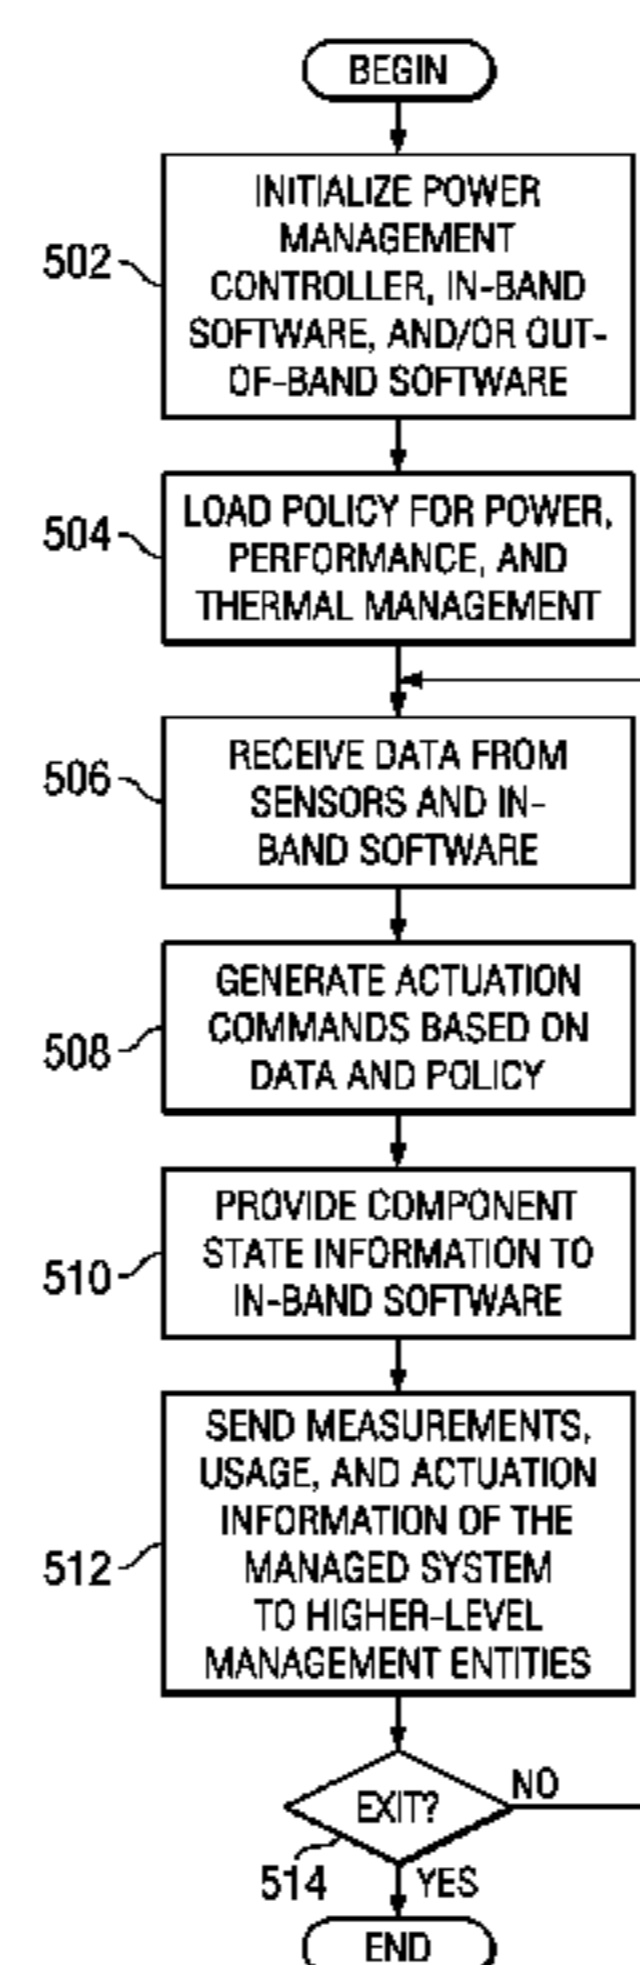 BEGIN
INITIALIZE POWER
MANAGEMENT
CONTROLLER, IN-BAND
SOFTWARE, AND/OR OUT-
OF-BAND SOFTWARE
502
LOAD POLICY FOR POWER,
PERFORMANCE, AND
THERMAL MANAGEMENT
504
RECEIVE DATA FROM
SENSORS AND IN-
BAND SOFTWARE
506
GENERATE ACTUATION
COMMANDS BASED ON
DATA AND POLICY
508
PROVIDE COMPONENT
STATE INFORMATION TO
IN-BAND SOFTWARE
510
SEND MEASUREMENTS,
USAGE, AND ACTUATION
INFORMATION OF THE
MANAGED SYSTEM
TO HIGHER-LEVEL
MANAGEMENT ENTITIES
512
EXIT?
NO
514
YES
END